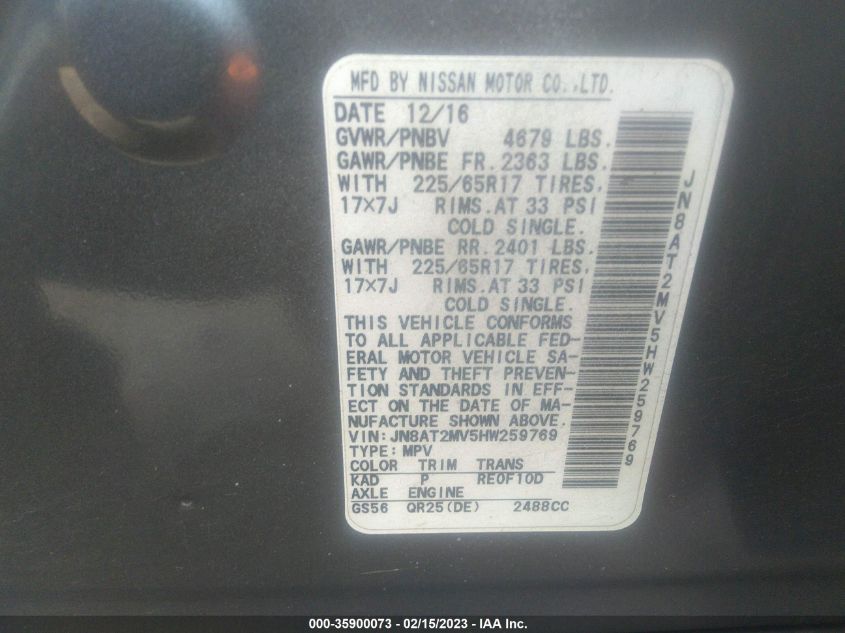 MFD BY NISSAN MOTOR CO.,LTD.
DATE 12/16
GVWR/PNBV 4679 LBS.
GAWR/PNBE FR. 2363 LBS.
WITH 225/65R17 TIRES.
17×7J RIMS.AT 33 PSI
COLD SINGLE.
GAWR/PNBE RR. 2401 LBS.
WITH 225/65R17 TIRES.
17×7J RIMS.AT 33 PSI
COLD SINGLE.
THIS VEHICLE CONFORMS
TO ALL APPLICABLE FED-
ERAL MOTOR VEHICLE SA-
FETY AND THEFT PREVEN-
TION STANDARDS IN EFF-
ECT ON THE DATE OF MA-
NUFACTURE SHOWN ABOVE.
VIN:JN8AT2MV5HW259769
TYPE:MPV
COLOR TRIM TRANS
KAD P RE0F10D
AXLE ENGINE
GS56 QR25(DE) 2488CC
JN8AT2MV5HW259769
000-35900073 - 02/15/2023 - IAA Inc.